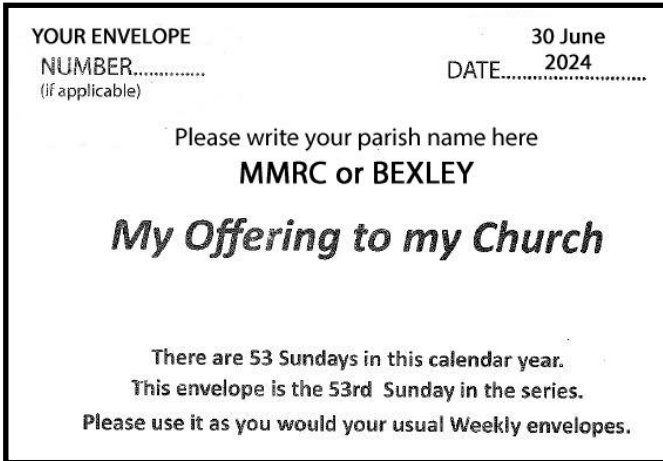 YOUR ENVELOPE
NUMBER..............
(if applicable)
30 June
2024
DATE............................
Please write your parish name here
MMRC or BEXLEY
My Offering to my Church
There are 53 Sundays in this calendar year.
This envelope is the 53rd Sunday in the series.
Please use it as you would your usual Weekly envelopes.